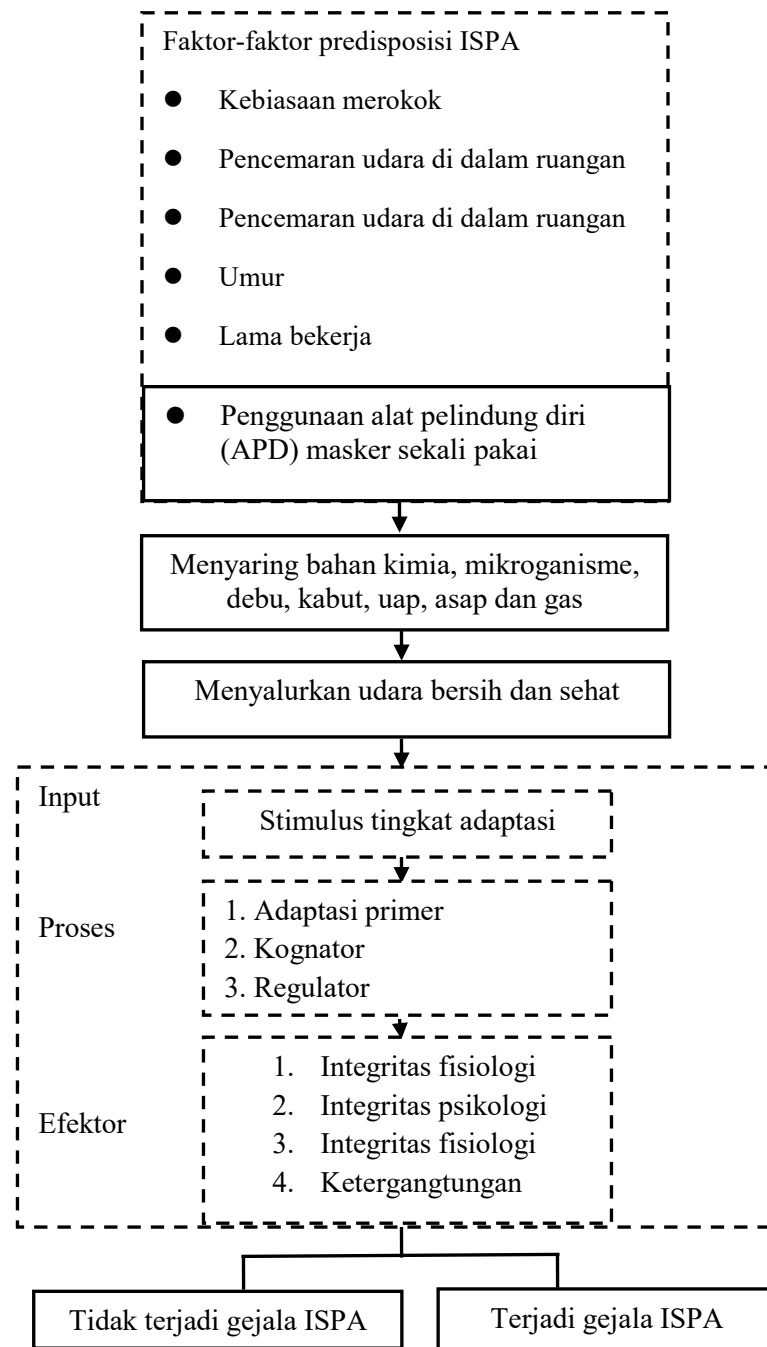 Faktor-faktor predisposisi ISPA
● Kebiasaan merokok
● Pencemaran udara di dalam ruangan
● Pencemaran udara di dalam ruangan
● Umur
● Lama bekerja
● Penggunaan alat pelindung diri
(APD) masker sekali pakai
Menyaring bahan kimia, mikroganisme,
debu, kabut, uap, asap dan gas
Menyalurkan udara bersih dan sehat
Input
Stimulus tingkat adaptasi
Proses
1. Adaptasi primer
2. Kognator
3. Regulator
Efektor
1. Integritas fisiologi
2. Integritas psikologi
3. Integritas fisiologi
4. Ketergangtungan
Tidak terjadi gejala ISPA
Terjadi gejala ISPA